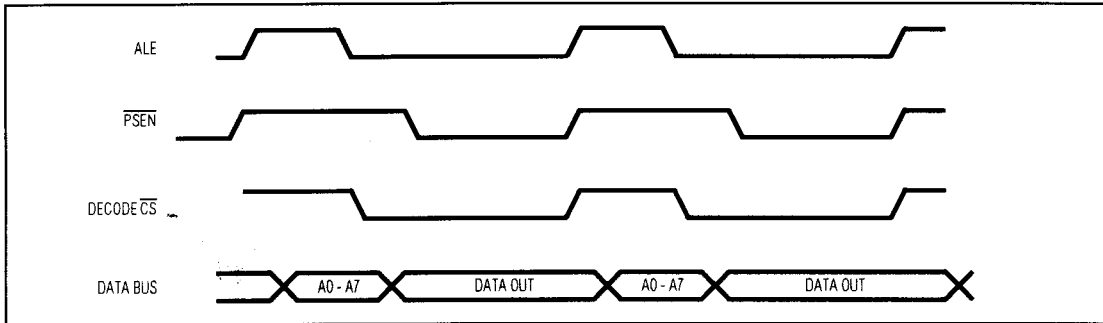 ALE
PSEN
DECODE CS
DATA BUS A0 - A7 DATA OUT A0 - A7 DATA OUT